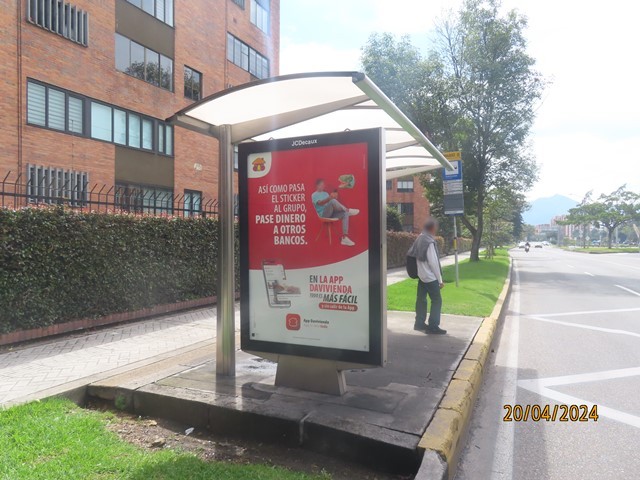 JCDecaux
ASÍ COMO PASA
EL STICKER
AL GRUPO,
PASE DINERO
A OTROS
BANCOS.
EN LA APP
DAVIVIENDA
MÁS FÁCIL
20/04/2024